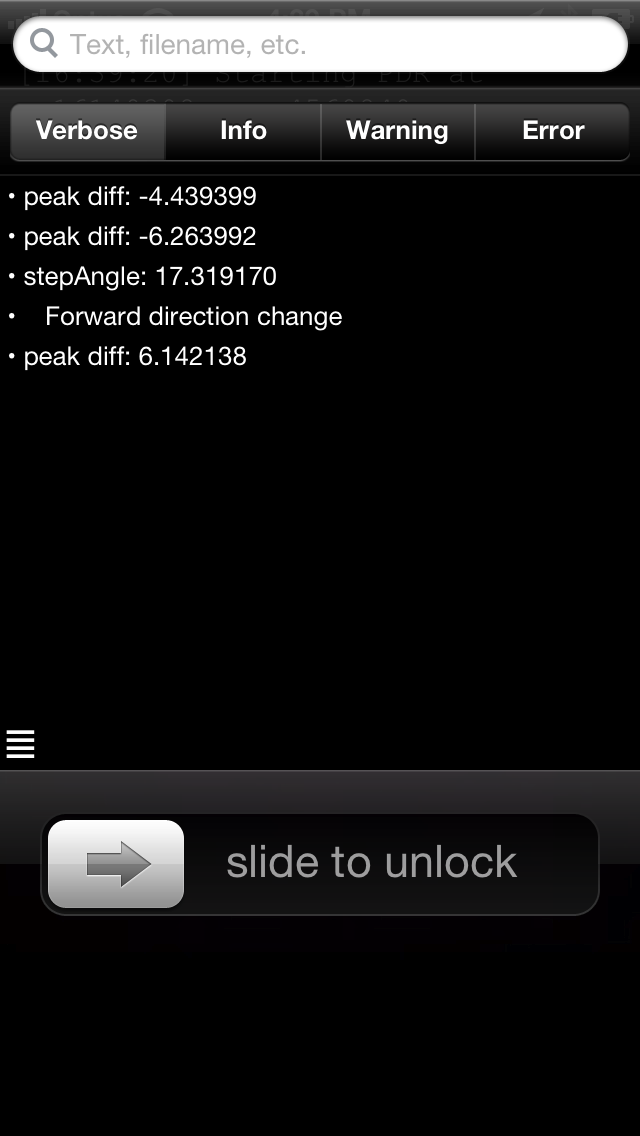 Text, filename, etc.
[16:39:20] Starting PDR at
Verbose
Info
Warning
Error
• peak diff: -4.439399
• peak diff: -6.263992
• stepAngle: 17.319170
• Forward direction change
• peak diff: 6.142138
slide to unlock